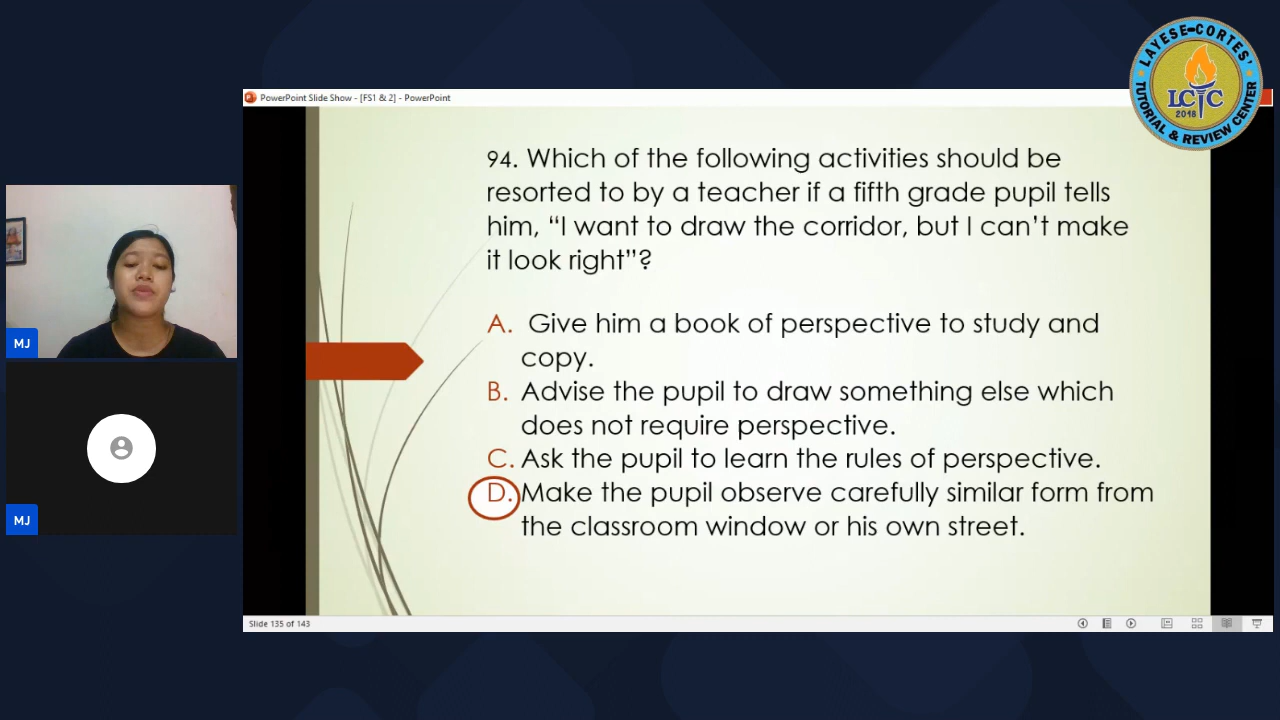 LAYESE-CORTES'
LCTC
2018
TUTORIAL & REVIEW CENTER
PowerPoint Slide Show - [FS1 & 2] - PowerPoint
94. Which of the following activities should be
resorted to by a teacher if a fifth grade pupil tells
him, “I want to draw the corridor, but I can’t make
it look right”?
A. Give him a book of perspective to study and
copy.
B. Advise the pupil to draw something else which
does not require perspective.
C. Ask the pupil to learn the rules of perspective.
D. Make the pupil observe carefully similar form from
the classroom window or his own street.
MJ
MJ
Slide 135 of 143